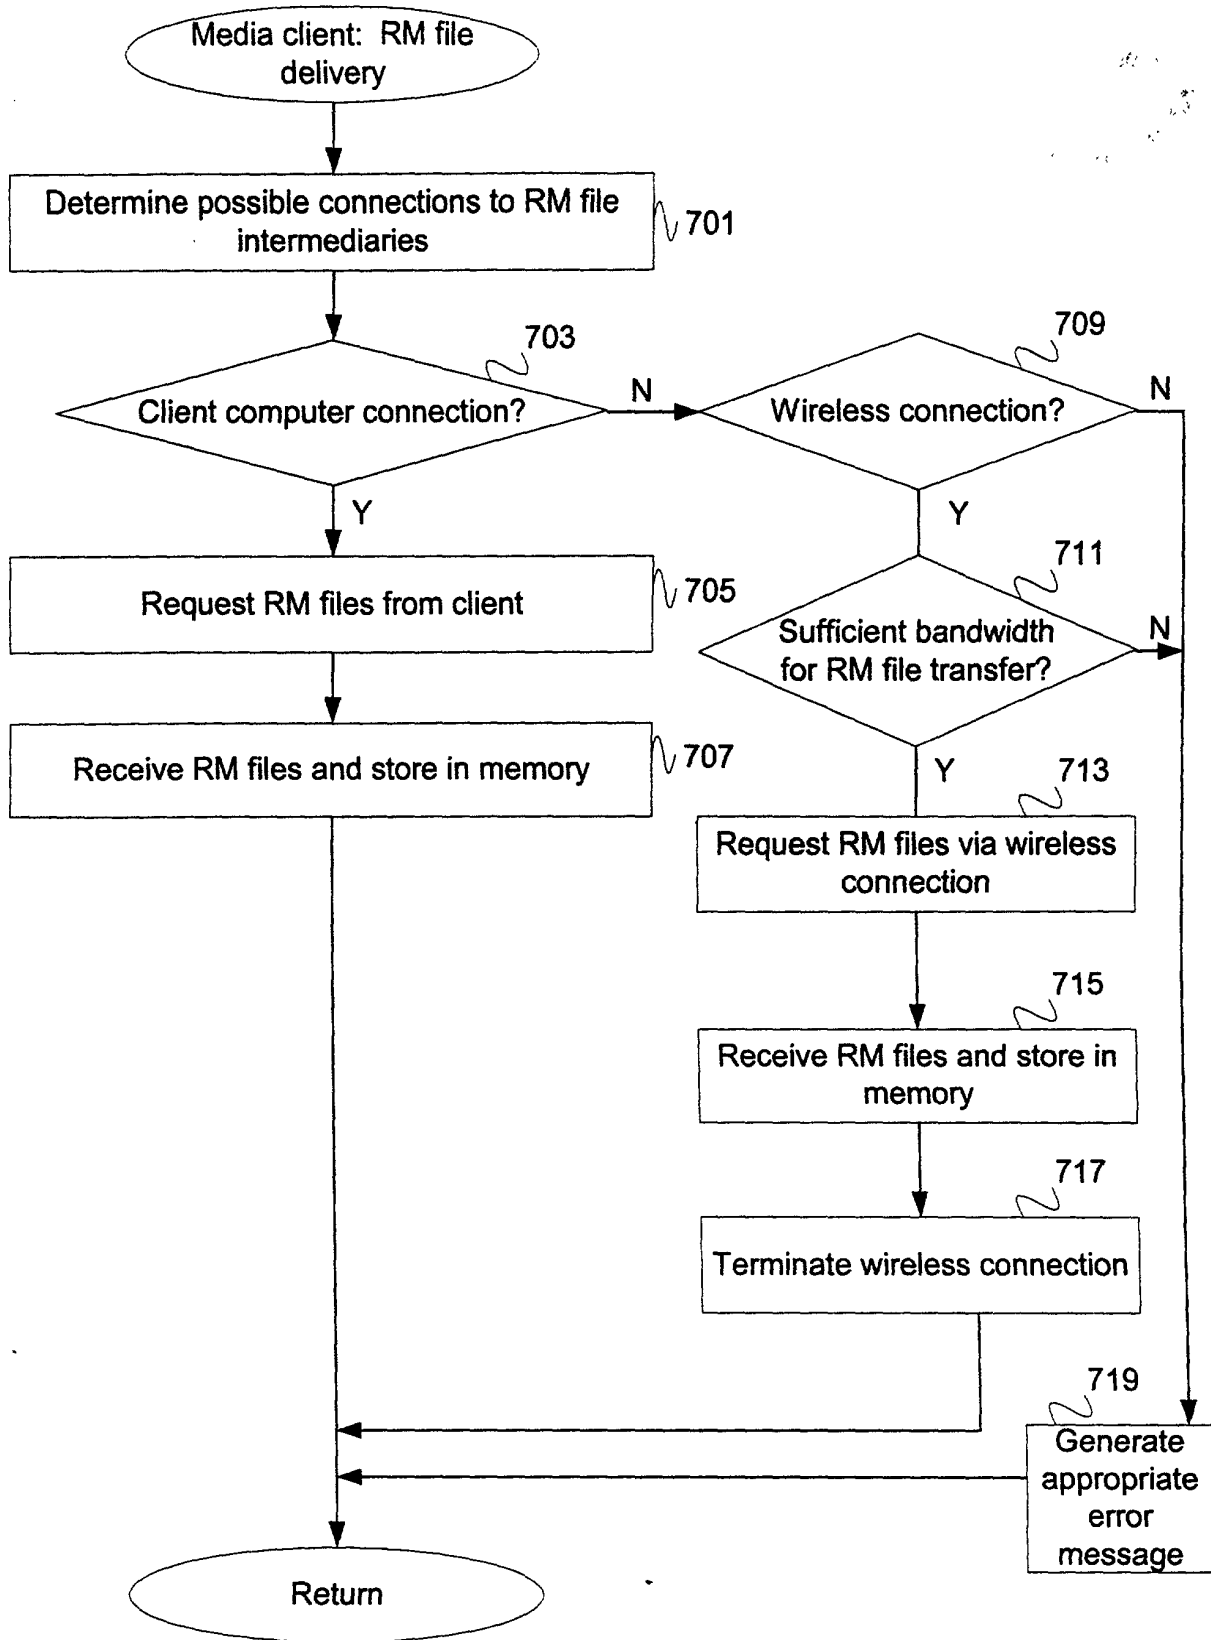 Media client: RM file
delivery
Determine possible connections to RM file
intermediaries
701
703
Client computer connection?
N
Y
709
Wireless connection?
N
Y
Request RM files from client
705
711
Sufficient bandwidth
for RM file transfer?
N
Y
Receive RM files and store in memory
707
713
Request RM files via wireless
connection
715
Receive RM files and store in
memory
717
Terminate wireless connection
719
Generate
appropriate
error
message
Return